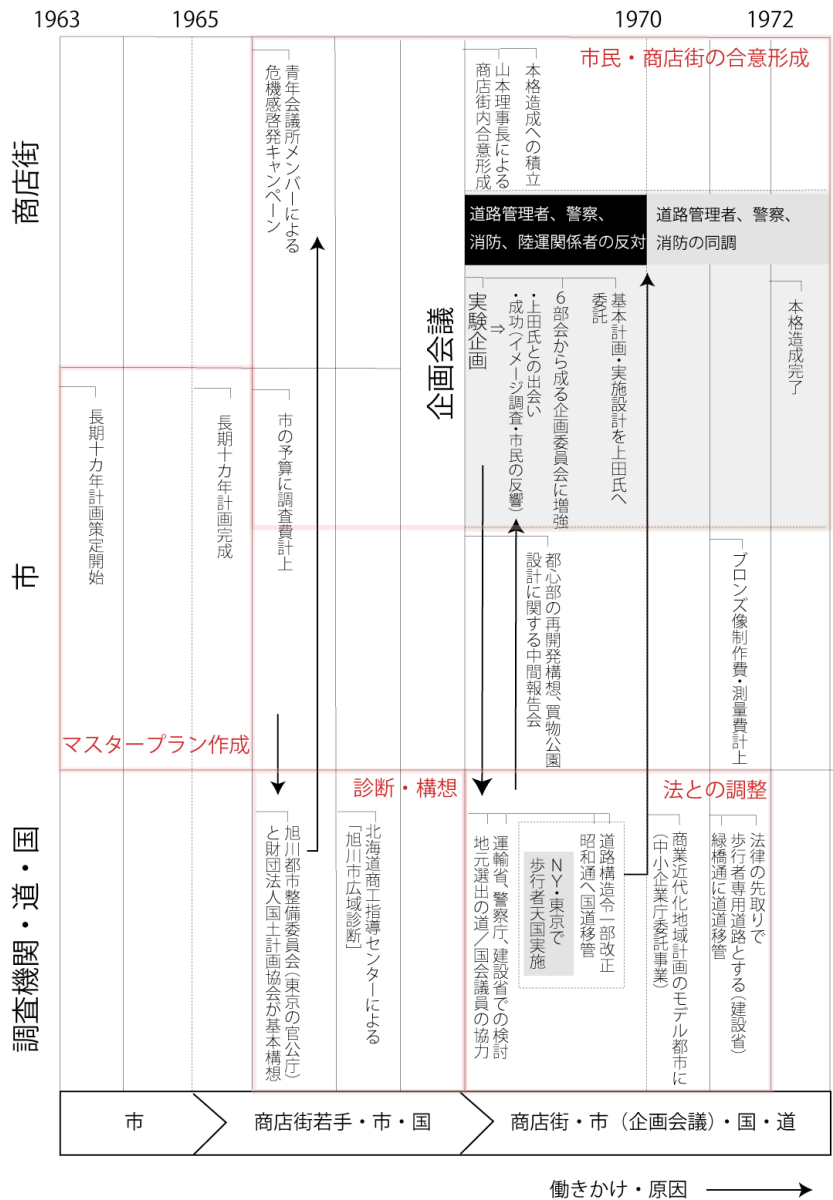 1963
1965
1970
1972
市民・商店街の合意形成
商店街
青年会議所メンバーによる
危機感啓発キャンペーン
山本理事長による
商店街内合意形成
本格造成への積立
道路管理者、警察、
消防、陸運関係者の反対
道路管理者、警察、
消防の同調
企画会議
実験企画
⇒
・上田氏との出会い
・成功(イメージ調査・市民の反響)
6部会から成る企画委員会に増強
基本計画・実施設計を上田氏へ
委託
本格造成完了
市
長期十カ年計画策定開始
長期十カ年計画完成
市の予算に調査費計上
都心部の再開発構想、買物公園
設計に関する中間報告会
ブロンズ像制作費・測量費計上
マスタープラン作成
診断・構想
法との調整
調査機関・道・国
旭川都市整備委員会(東京の官公庁)
と財団法人国土計画協会が基本構想
北海道商工指導センターによる
「旭川市広域診断」
運輸省、警察庁、建設省での検討
地元選出の道/国会議員の協力
NY・東京で
歩行者天国実施
道路構造令一部改正
昭和通へ国道移管
商業近代化地域計画のモデル都市に
(中小企業庁委託事業)
法律の先取りで
歩行者専用道路とする(建設省)
緑橋通に道道移管
市
商店街若手・市・国
商店街・市(企画会議)・国・道
働きかけ・原因